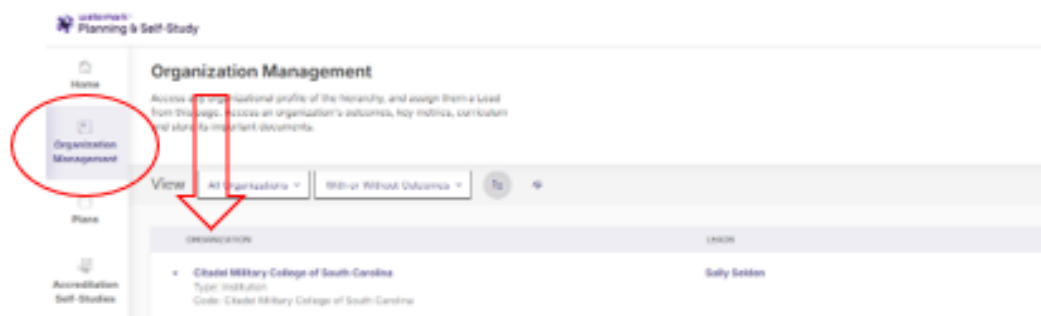 watermark
Planning & Self-Study
Home
Organization
Management
Plans
Accreditation
Self-Studies
Organization Management
Access any organizational profile of the hierarchy, and assign them a Lead
from this page. Access an organization's outcomes, key metrics, curriculum
and store its important documents.
View
All Organizations
With or Without Outcomes
ORGANIZATION
Citadel Military College of South Carolina
Sally Selden
Type: Institution
Code: Citadel Military College of South Carolina